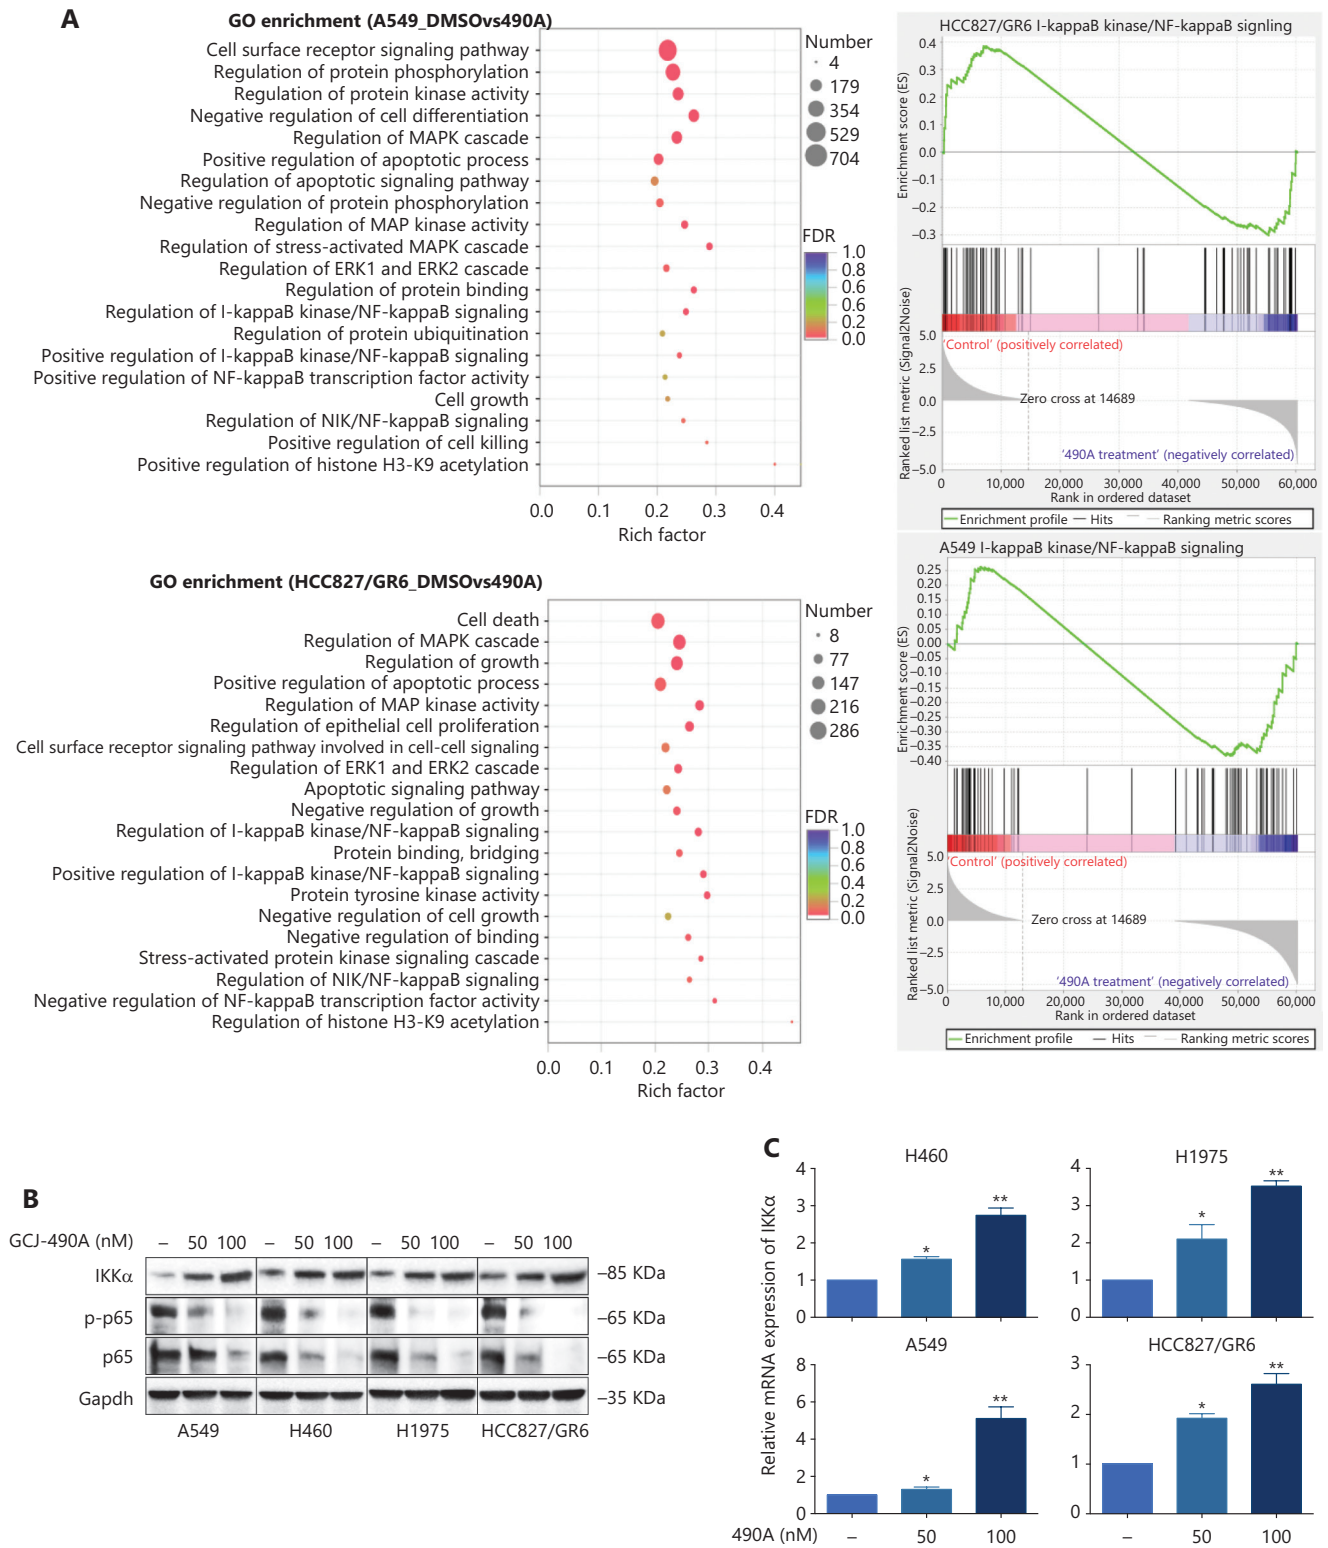 A
GO enrichment (A549_DMSOvs490A)
Cell surface receptor signaling pathway
Regulation of protein phosphorylation
Regulation of protein kinase activity
Negative regulation of cell differentiation
Regulation of MAPK cascade
Positive regulation of apoptotic process
Regulation of apoptotic signaling pathway
Negative regulation of protein phosphorylation
Regulation of MAP kinase activity
Regulation of stress-activated MAPK cascade
Regulation of ERK1 and ERK2 cascade
Regulation of protein binding
Regulation of I-kappaB kinase/NF-kappaB signaling
Regulation of protein ubiquitination
Positive regulation of I-kappaB kinase/NF-kappaB signaling
Positive regulation of NF-kappaB transcription factor activity
Cell growth
Regulation of NIK/NF-kappaB signaling
Positive regulation of cell killing
Positive regulation of histone H3-K9 acetylation
0.0 0.1 0.2 0.3 0.4
Rich factor
Number
4
179
354
529
704
FDR
1.0
0.8
0.6
0.6
0.2
0.0
HCC827/GR6 I-kappaB kinase/NF-kappaB signling
Enrichment score (ES)
0.4
0.3
0.2
0.1
0.0
−0.1
−0.2
−0.3
Ranked list metric (Signal2Noise)
5.0
2.5
0.0
−2.5
−5.0
'Control' (positively correlated)
Zero cross at 14689
'490A treatment' (negatively correlated)
0 10,000 20,000 30,000 40,000 50,000 60,000
Rank in ordered dataset
Enrichment profile Hits Ranking metric scores
GO enrichment (HCC827/GR6_DMSOvs490A)
Cell death
Regulation of MAPK cascade
Regulation of growth
Positive regulation of apoptotic process
Regulation of MAP kinase activity
Regulation of epithelial cell proliferation
Cell surface receptor signaling pathway involved in cell-cell signaling
Regulation of ERK1 and ERK2 cascade
Apoptotic signaling pathway
Negative regulation of growth
Regulation of I-kappaB kinase/NF-kappaB signaling
Protein binding, bridging
Positive regulation of I-kappaB kinase/NF-kappaB signaling
Protein tyrosine kinase activity
Negative regulation of cell growth
Negative regulation of binding
Stress-activated protein kinase signaling cascade
Regulation of NIK/NF-kappaB signaling
Negative regulation of NF-kappaB transcription factor activity
Regulation of histone H3-K9 acetylation
0.0 0.1 0.2 0.3 0.4
Rich factor
Number
8
77
147
216
286
FDR
1.0
0.8
0.6
0.4
0.2
0.0
A549 I-kappaB kinase/NF-kappaB signaling
Enrichment score (ES)
0.25
0.20
0.15
0.10
0.05
0.00
−0.05
−0.10
−0.15
−0.20
−0.25
−0.30
−0.35
−0.40
Ranked list metric (Signal2Noise)
5.0
2.5
0.0
−2.5
−5.0
'Control' (positively correlated)
Zero cross at 14689
'490A treatment' (negatively correlated)
0 10,000 20,000 30,000 40,000 50,000 60,000
Rank in ordered dataset
Enrichment profile Hits Ranking metric scores
B
GCJ-490A (nM) – 50 100 – 50 100 – 50 100 – 50 100
IKKα −85 KDa
p-p65 −65 KDa
p65 −65 KDa
Gapdh −35 KDa
A549 H460 H1975 HCC827/GR6
C
Relative mRNA expression of IKKα
H460
4
3
2
1
0
*
**
H1975
4
3
2
1
0
*
**
A549
8
6
4
2
0
*
**
HCC827/GR6
3
2
1
0
*
**
490A (nM) – 50 100 – 50 100